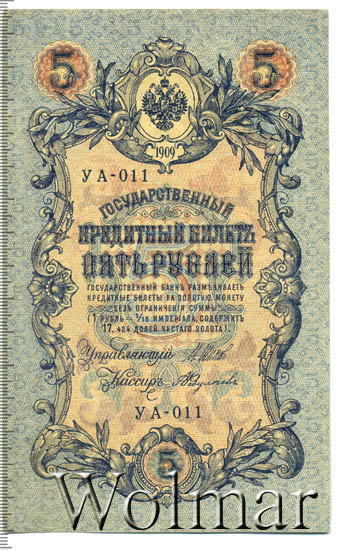 5 5
1909
УА-011
ГОСУДАРСТВЕННЫЙ
КРЕДИТНЫЙ БИЛЕТЪ
ПЯТЬ РУБЛЕЙ
ГОСУДАРСТВЕННЫЙ БАНКЪ РАЗМѢНИВАЕТЪ
КРЕДИТНЫЕ БИЛЕТЫ НА ЗОЛОТУЮ МОНЕТУ
БЕЗЪ ОГРАНИЧЕНІЯ СУММЫ
(1 РУБЛЬ = 1/15 ИМПЕРІАЛА, СОДЕРЖИТЪ
17,424 ДОЛЕЙ ЧИСТАГО ЗОЛОТА).
Управляющій
Кассиръ
УА-011
5
Wolmar